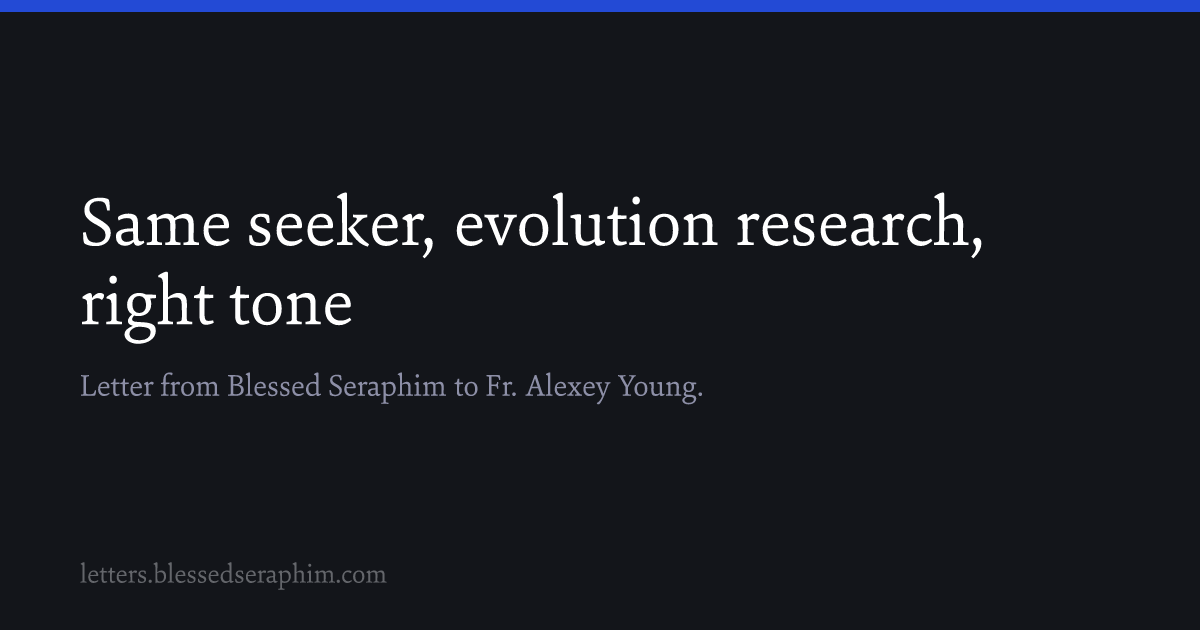 Same seeker, evolution research,
right tone
Letter from Blessed Seraphim to Fr. Alexey Young.
letters.blessedseraphim.com